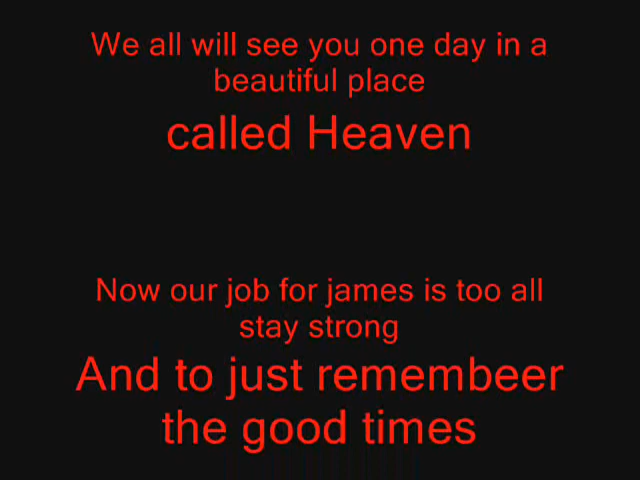 We all will see you one day in a
beautiful place
called Heaven
Now our job for james is too all
stay strong
And to just remembeer
the good times